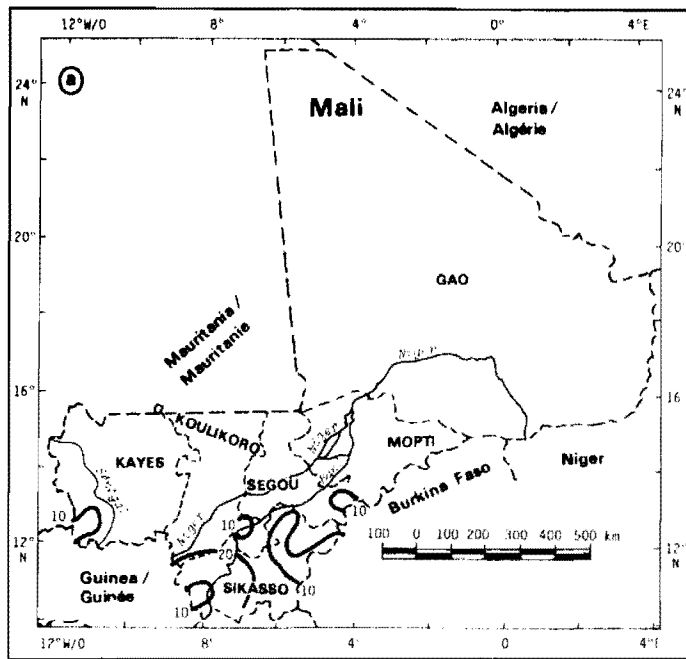 12°W/O 8° 4° 0 4°E
a
24°
N
24°
N
Mali
Algeria /
Algérie
20°
20°
GAO
Mauritania /
Mauritanie
Niger
16°
16°
KOULIKORO
KAYES
MOPTI
Niger
SEGOU
Niger
Burkina Faso
10
10
10
Niger
20
100 0 100 200 300 400 500 km
12°
N
12°
N
Guinea /
Guinée
SIKASSO
10
10
12°W/O 8° 4° 0 4°E